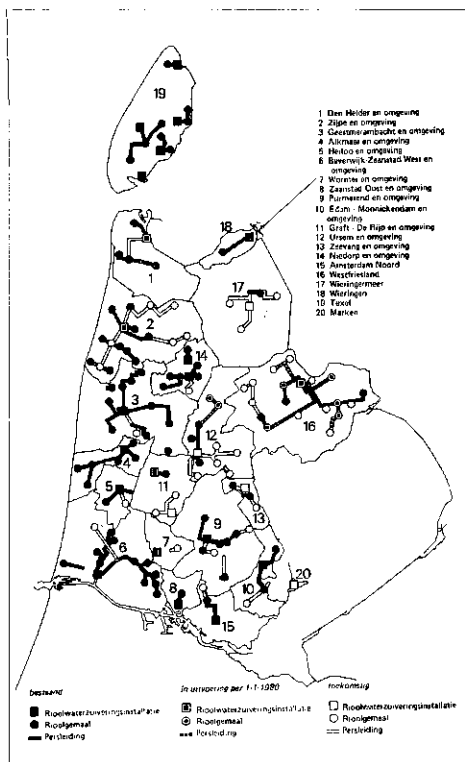 19
1 Den Helder en omgeving
2 Zijpe en omgeving
3 Geestmerambacht en omgeving
4 Alkmaar en omgeving
5 Heiloo en omgeving
6 Beverwijk-Zaanstad West en
omgeving
7 Wormer en omgeving
8 Zaanstad Oost en omgeving
9 Purmerend en omgeving
10 Edam - Monnickendam en
omgeving
11 Graft - De Rijp en omgeving
12 Ursem en omgeving
13 Zeevang en omgeving
14 Niedorp en omgeving
15 Amsterdam Noord
16 Westfriesland
17 Wieringermeer
18 Wieringen
19 Texel
20 Marken
18
1
17
2
14
3
16
12
4
11
5
13
9
7
6
20
10
8
15
bestaand
Rioolwaterzuiveringsinstallatie
Rioolgemaal
Persleiding
in uitvoering per 1-1-1980
Rioolwaterzuiveringsinstallatie
Rioolgemaal
Persleiding
toekomstig
Rioolwaterzuiveringsinstallatie
Rioolgemaal
Persleiding